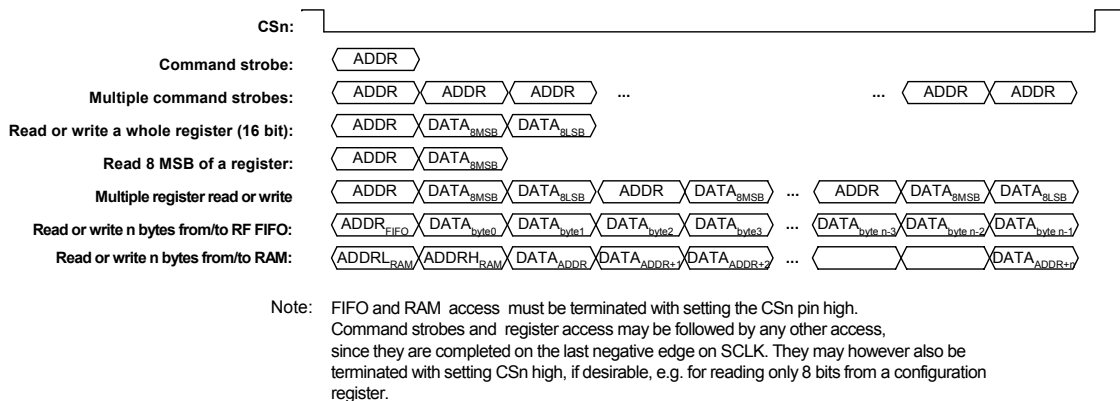 CSn:
Command strobe: ADDR
Multiple command strobes: ADDR ADDR ADDR ... ... ADDR ADDR
Read or write a whole register (16 bit): ADDR DATA8MSB DATA8LSB
Read 8 MSB of a register: ADDR DATA8MSB
Multiple register read or write ADDR DATA8MSB DATA8LSB ADDR DATA8MSB ... ADDR DATA8MSB DATA8LSB
Read or write n bytes from/to RF FIFO: ADDRFIFO DATAbyte0 DATAbyte1 DATAbyte2 DATAbyte3 ... DATAbyte n-3 DATAbyte n-2 DATAbyte n-1
Read or write n bytes from/to RAM: ADDRLRAM ADDRHRAM DATAADDR DATAADDR+1 DATAADDR+2 ... DATAADDR+n
Note: FIFO and RAM access must be terminated with setting the CSn pin high.
Command strobes and register access may be followed by any other access,
since they are completed on the last negative edge on SCLK. They may however also be
terminated with setting CSn high, if desirable, e.g. for reading only 8 bits from a configuration
register.